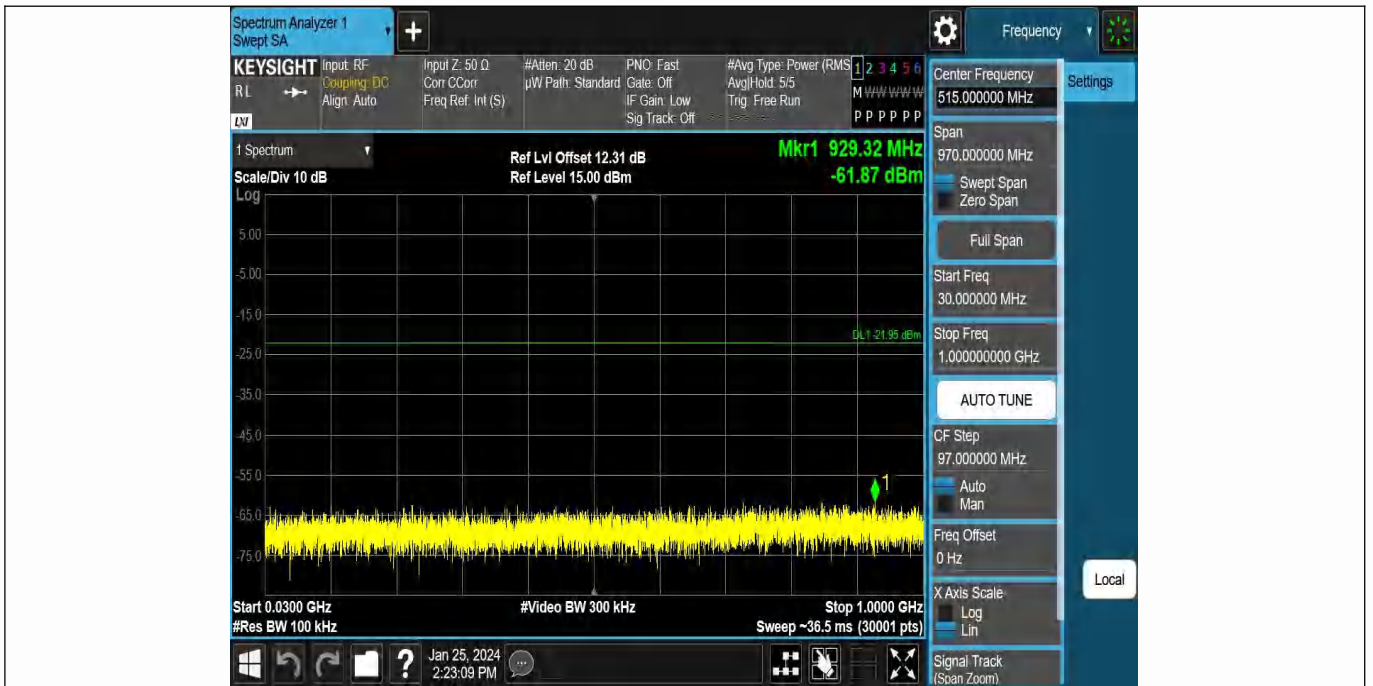 Spectrum Analyzer 1
Swept SA
+
Frequency
KEYSIGHT
RL
LXI
Input: RF
Coupling: DC
Align: Auto
Input Z: 50 Ω
Corr CCorr
Freq Ref: Int (S)
#Atten: 20 dB
µW Path: Standard
PNO: Fast
Gate: Off
IF Gain: Low
Sig Track: Off
#Avg Type: Power (RMS
Avg|Hold: 5/5
Trig: Free Run
1 2 3 4 5 6
M W W W W W
P P P P P P
1 Spectrum
Scale/Div 10 dB
Log
Ref Lvl Offset 12.31 dB
Ref Level 15.00 dBm
Mkr1 929.32 MHz
-61.87 dBm
5.00
-5.00
-15.0
-25.0
-35.0
-45.0
-55.0
-65.0
-75.0
DL1 -21.95 dBm
1
Start 0.0300 GHz
#Res BW 100 kHz
#Video BW 300 kHz
Stop 1.0000 GHz
Sweep ~36.5 ms (30001 pts)
Center Frequency
515.000000 MHz
Settings
Span
970.000000 MHz
Swept Span
Zero Span
Full Span
Start Freq
30.000000 MHz
Stop Freq
1.000000000 GHz
AUTO TUNE
CF Step
97.000000 MHz
Auto
Man
Freq Offset
0 Hz
X Axis Scale
Log
Lin
Local
Signal Track
(Span Zoom)
?
Jan 25, 2024
2:23:09 PM